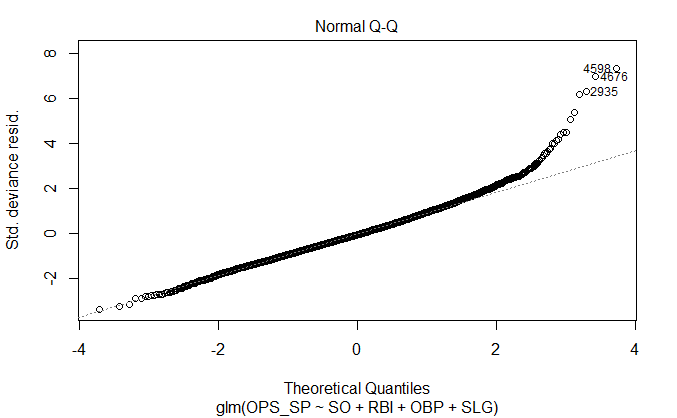 Normal Q-Q
Std. deviance resid.
8
6
4
2
0
-2
4598
4676
2935
-4 -2 0 2 4
Theoretical Quantiles
glm(OPS_SP ~ SO + RBI + OBP + SLG)